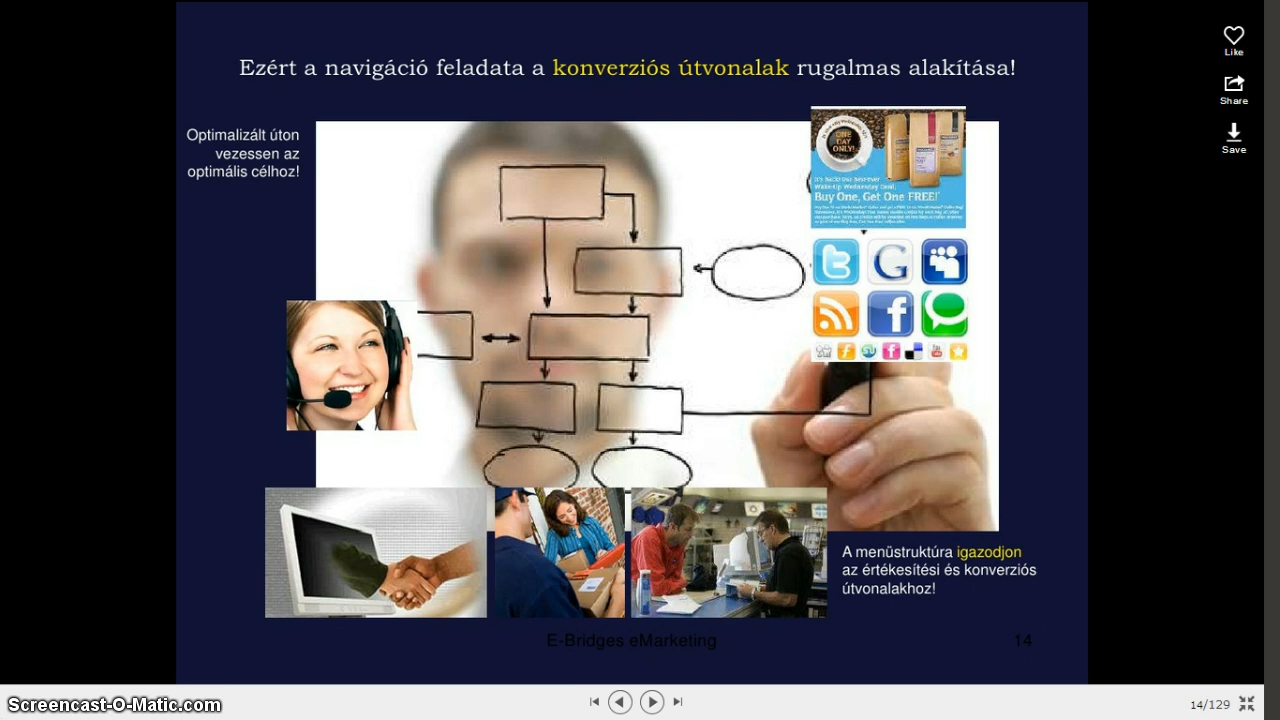 Ezért a navigáció feladata a konverziós útvonalak rugalmas alakítása!
Like
Share
Save
Optimalizált úton
vezessen az
optimális célhoz!
ONE
DAY
ONLY!
Buy One, Get One FREE!
A menüstruktúra igazodjon
az értékesítési és konverziós
útvonalakhoz!
E-Bridges eMarketing
14
Screencast-O-Matic.com
14/129